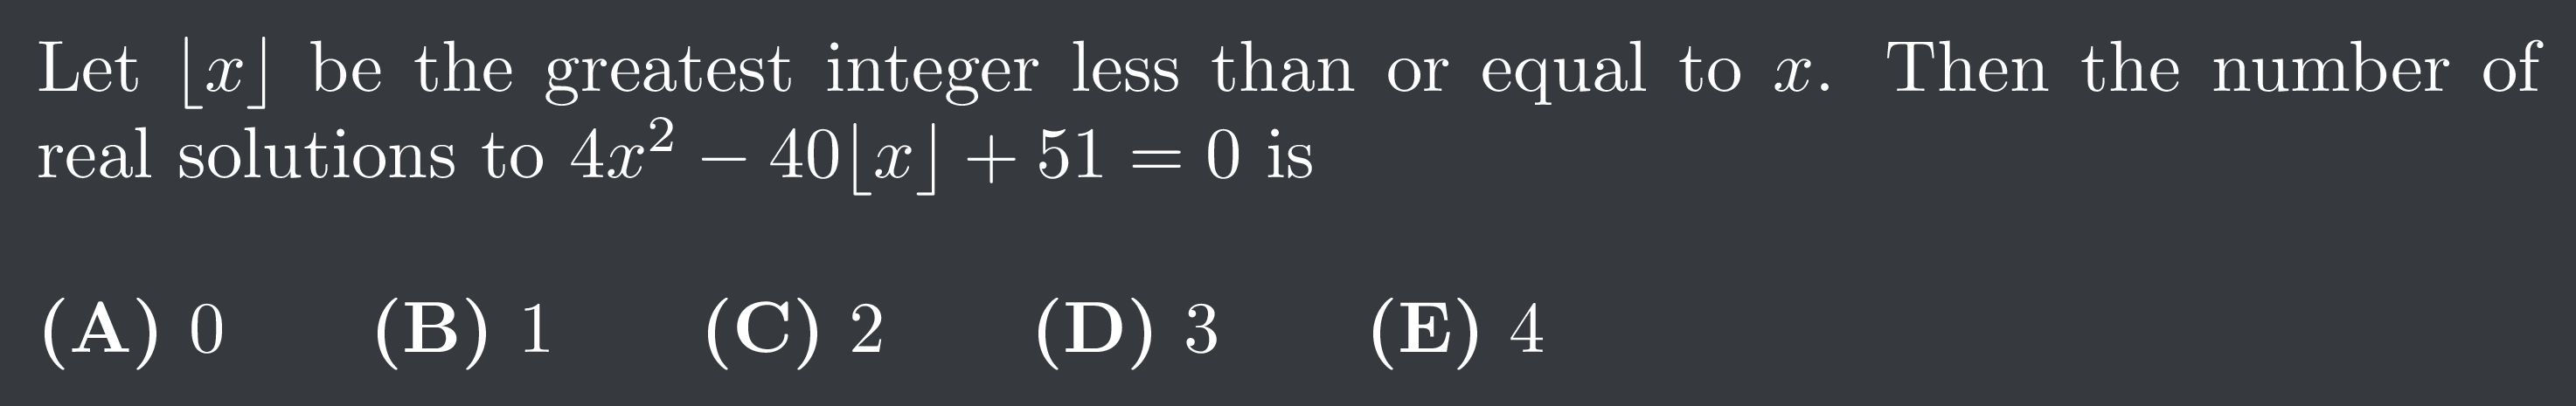 Let ⌊x⌋ be the greatest integer less than or equal to x. Then the number of
real solutions to 4x² − 40⌊x⌋ + 51 = 0 is
(A) 0 (B) 1 (C) 2 (D) 3 (E) 4